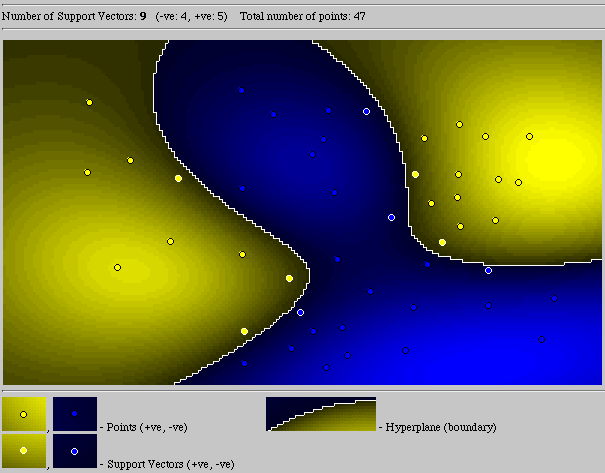 Number of Support Vectors: 9 (-ve: 4, +ve: 5) Total number of points: 47
, - Points (+ve, -ve) - Hyperplane (boundary)
, - Support Vectors (+ve, -ve)